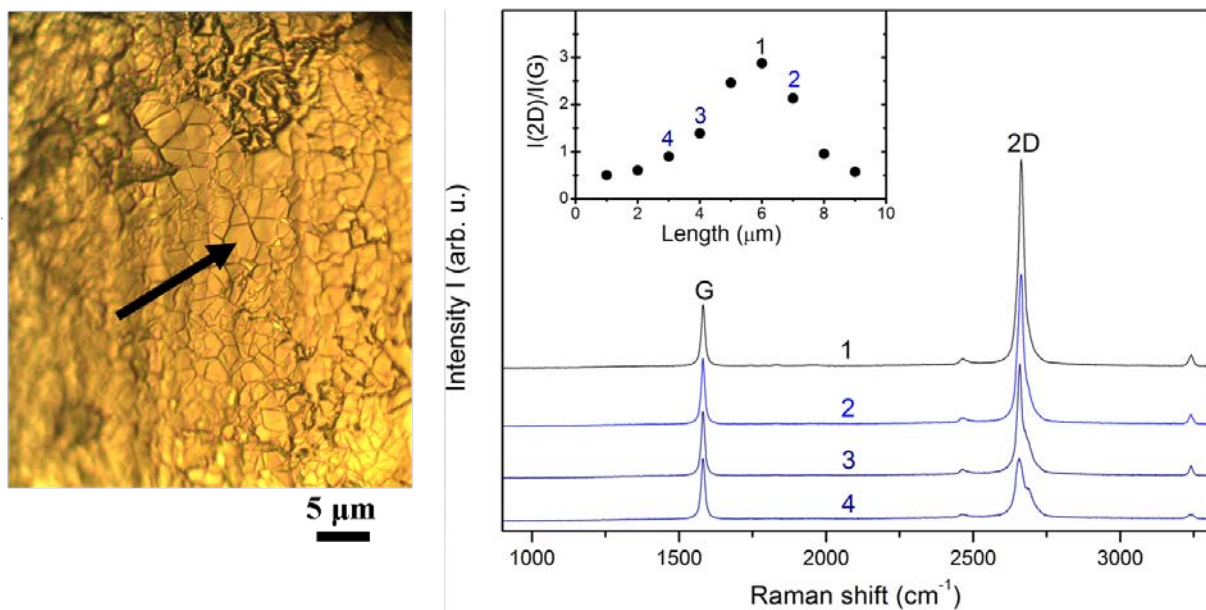 5 μm
Intensity I (arb. u.)
I(2D)/I(G)
3
2
1
0
1
2
3
4
0 2 4 6 8 10
Length (μm)
2D
G
1
2
3
4
1000 1500 2000 2500 3000
Raman shift (cm⁻¹)